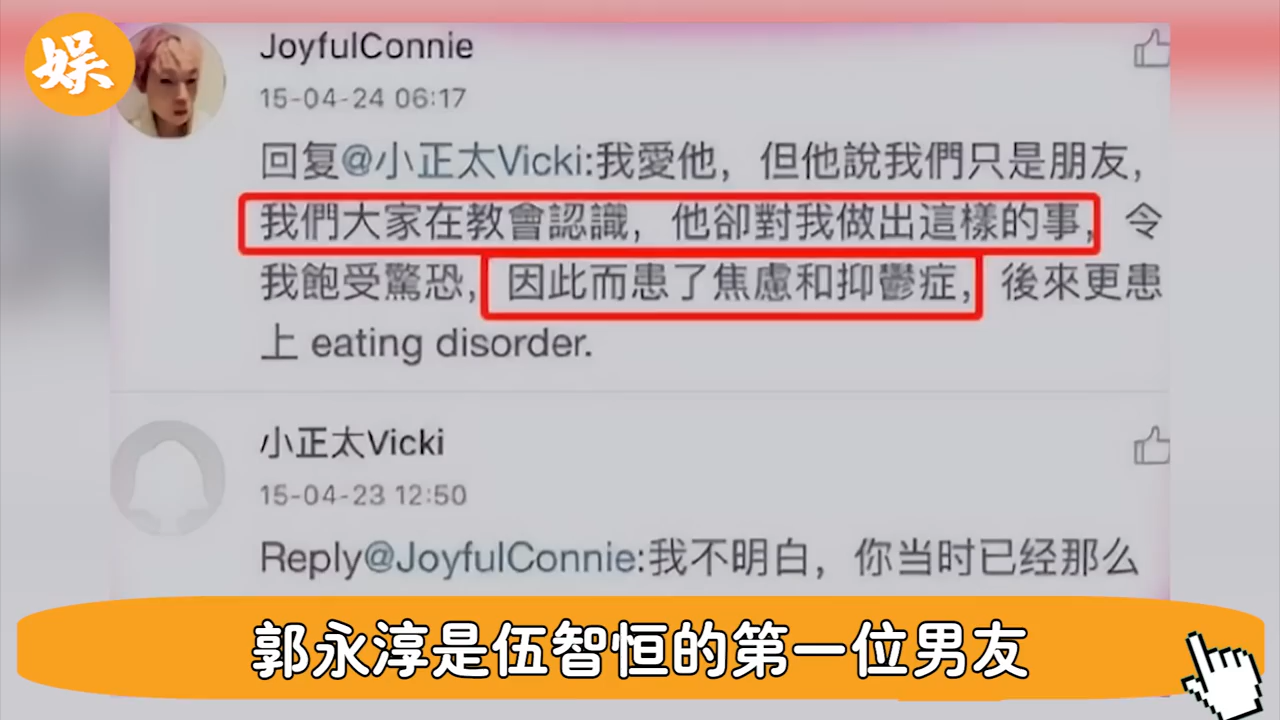 娱
JoyfulConnie
15-04-24 06:17
回复@小正太Vicki:我愛他，但他說我們只是朋友，
我們大家在教會認識，他卻對我做出這樣的事，令
我飽受驚恐，因此而患了焦慮和抑鬱症，後來更患
上 eating disorder.
小正太Vicki
15-04-23 12:50
Reply@JoyfulConnie:我不明白，你当时已经那么
郭永淳是伍智恒的第一位男友